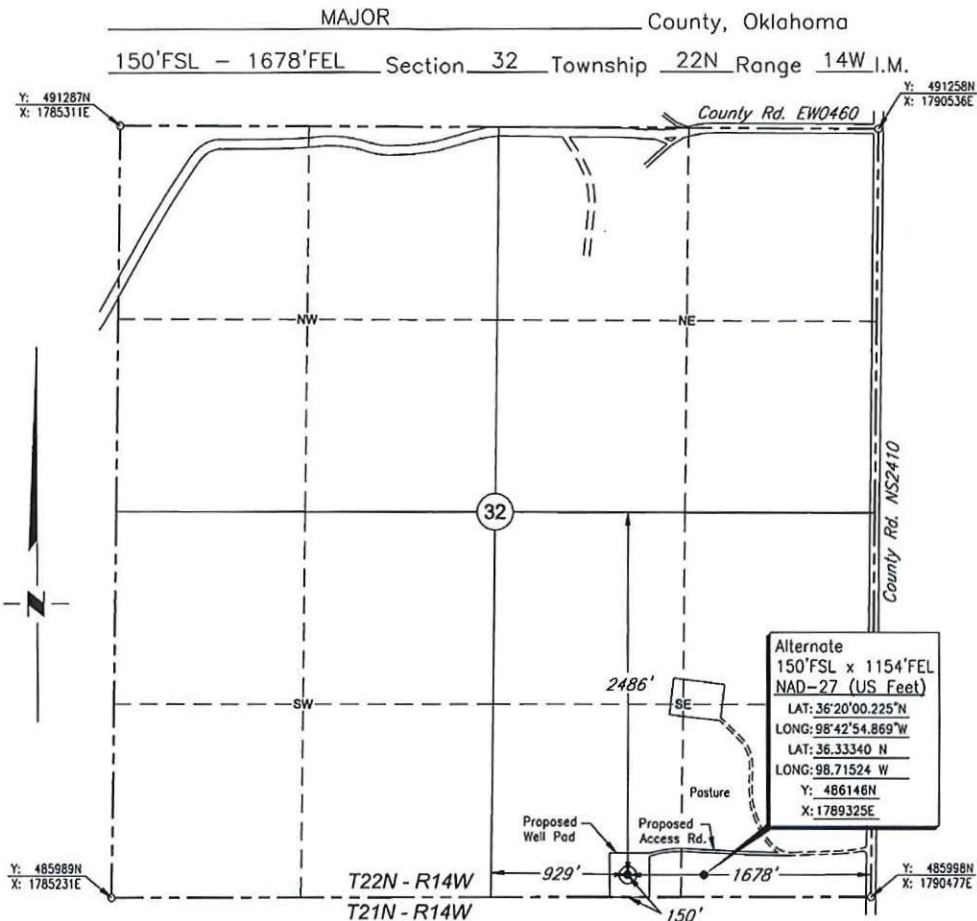 MAJOR County, Oklahoma
150'FSL - 1678'FEL Section 32 Township 22N Range 14W I.M.
Y: 491287N
X: 1785311E
Y: 491258N
X: 1790536E
County Rd. EW0460
NW
NE
32
County Rd. NS2410
N
2486'
SW
SE
Alternate
150'FSL x 1154'FEL
NAD-27 (US Feet)
LAT: 36°20'00.225"N
LONG: 98°42'54.869"W
LAT: 36.33340 N
LONG: 98.71524 W
Y: 486146N
X: 1789325E
Pasture
Proposed
Well Pad
Proposed
Access Rd.
929'
1678'
Y: 485989N
X: 1785231E
Y: 485998N
X: 1790477E
T22N - R14W
T21N - R14W
150'